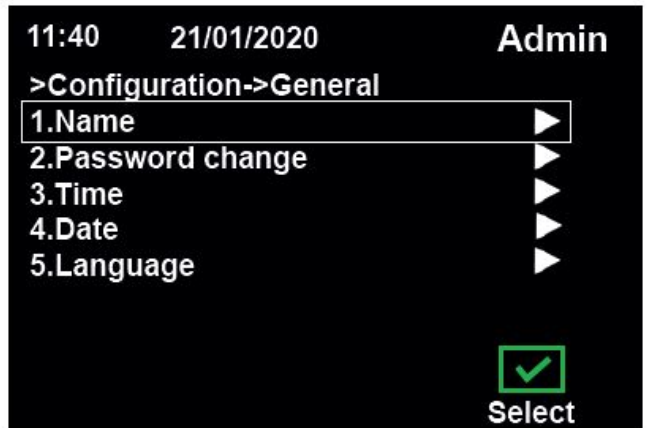 11:40 21/01/2020 Admin
>Configuration->General
1.Name
2.Password change
3.Time
4.Date
5.Language
Select